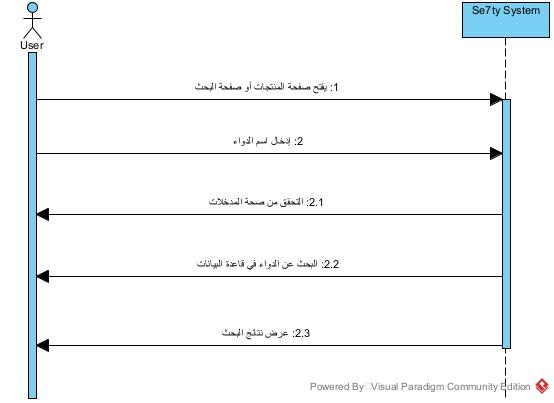 Se7ty System
User
1: يفتح صفحة المنتجات أو صفحة البحث
2: إدخال اسم الدواء
2.1: التحقق من صحة المدخلات
2.2: البحث عن الدواء في قاعدة البيانات
2.3: عرض نتائج البحث
Powered By Visual Paradigm Community Edition